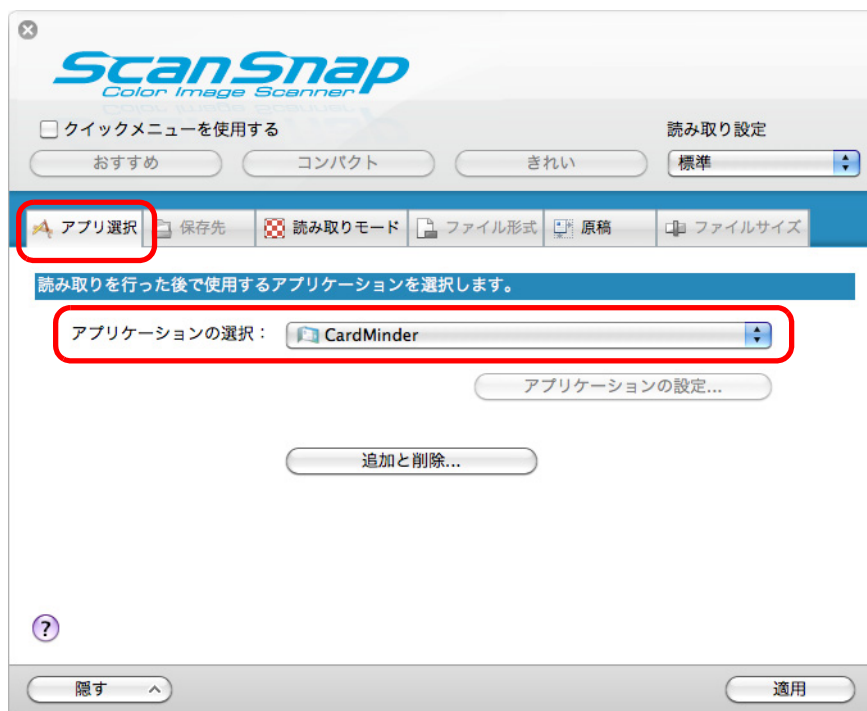 ScanSnap
Color Image Scanner
クイックメニューを使用する
読み取り設定
おすすめ
コンパクト
きれい
標準
アプリ選択
保存先
読み取りモード
ファイル形式
原稿
ファイルサイズ
読み取りを行った後で使用するアプリケーションを選択します。
アプリケーションの選択：
CardMinder
アプリケーションの設定...
追加と削除...
?
隠す
適用